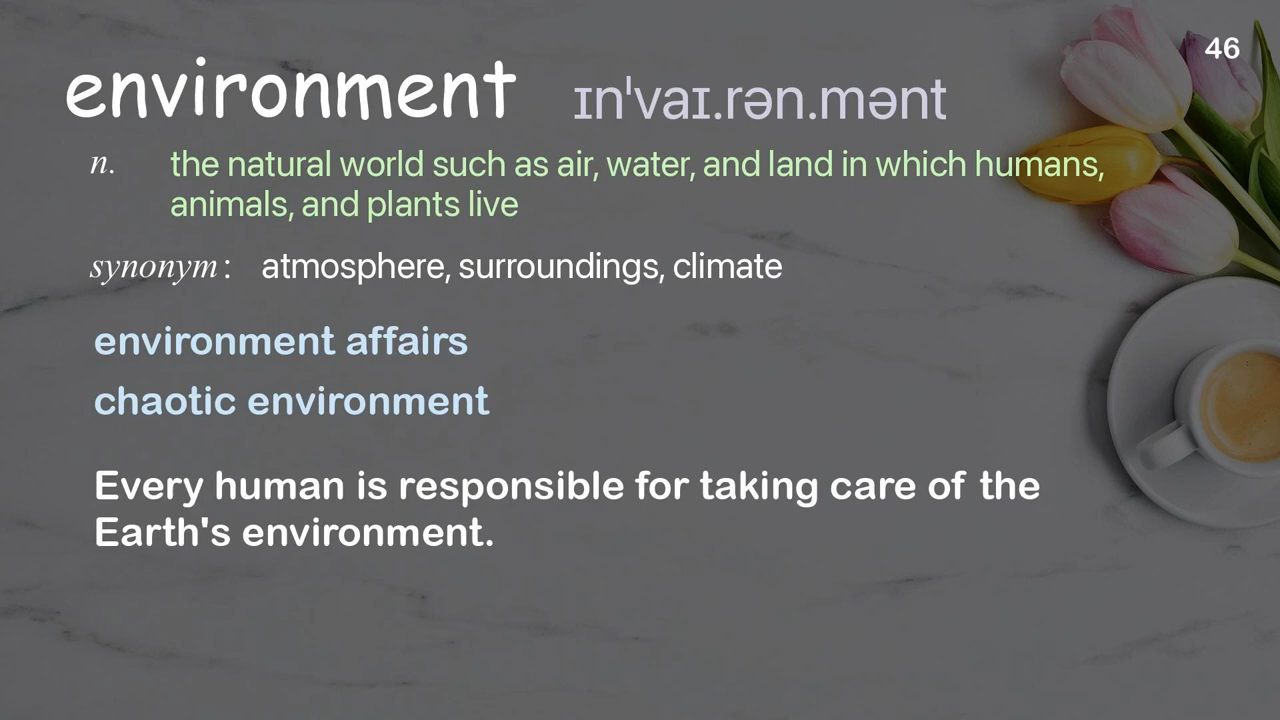 46
environment ɪnˈvaɪ.rən.mənt
n. the natural world such as air, water, and land in which humans,
animals, and plants live
synonym: atmosphere, surroundings, climate
environment affairs
chaotic environment
Every human is responsible for taking care of the
Earth's environment.